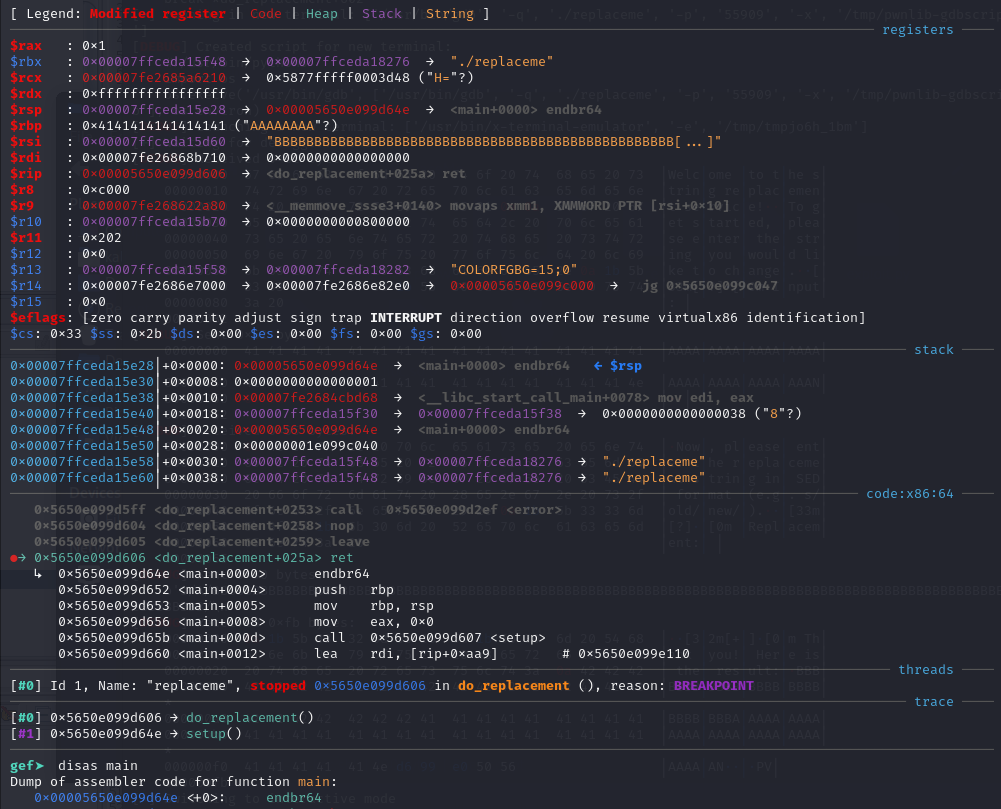 [ Legend: Modified register | Code | Heap | Stack | String ]
registers
$rax : 0×1
$rbx : 0×00007ffceda15f48 → 0×00007ffceda18276 → "./replaceme"
$rcx : 0×00007fe2685a6210 → 0×5877fffff0003d48 ("H="?)
$rdx : 0×ffffffffffffffff
$rsp : 0×00007ffceda15e28 → 0×00005650e099d64e → <main+0000> endbr64
$rbp : 0×4141414141414141 ("AAAAAAAA"?)
$rsi : 0×00007ffceda15d60 → "BBBBBBBBBBBBBBBBBBBBBBBBBBBBBBBBBBBBBBBBBBBBBBBBBB[...]"
$rdi : 0×00007fe26868b710 → 0×0000000000000000
$rip : 0×00005650e099d606 → <do_replacement+025a> ret
$r8 : 0×c000
$r9 : 0×00007fe268622a80 → <__memmove_ssse3+0140> movaps xmm1, XMMWORD PTR [rsi+0×10]
$r10 : 0×00007ffceda15b70 → 0×0000000000800000
$r11 : 0×202
$r12 : 0×0
$r13 : 0×00007ffceda15f58 → 0×00007ffceda18282 → "COLORFGBG=15;0"
$r14 : 0×00007fe2686e7000 → 0×00007fe2686e82e0 → 0×00005650e099c000 → jg 0×5650e099c047
$r15 : 0×0
$eflags: [zero carry parity adjust sign trap INTERRUPT direction overflow resume virtualx86 identification]
$cs: 0×33 $ss: 0×2b $ds: 0×00 $es: 0×00 $fs: 0×00 $gs: 0×00
stack
0×00007ffceda15e28│+0×0000: 0×00005650e099d64e → <main+0000> endbr64 ← $rsp
0×00007ffceda15e30│+0×0008: 0×0000000000000001
0×00007ffceda15e38│+0×0010: 0×00007fe2684cbd68 → <__libc_start_call_main+0078> mov edi, eax
0×00007ffceda15e40│+0×0018: 0×00007ffceda15f30 → 0×00007ffceda15f38 → 0×0000000000000038 ("8"?)
0×00007ffceda15e48│+0×0020: 0×00005650e099d64e → <main+0000> endbr64
0×00007ffceda15e50│+0×0028: 0×00000001e099c040
0×00007ffceda15e58│+0×0030: 0×00007ffceda15f48 → 0×00007ffceda18276 → "./replaceme"
0×00007ffceda15e60│+0×0038: 0×00007ffceda15f48 → 0×00007ffceda18276 → "./replaceme"
code:x86:64
0×5650e099d5ff <do_replacement+0253> call 0×5650e099d2ef <error>
0×5650e099d604 <do_replacement+0258> nop
0×5650e099d605 <do_replacement+0259> leave
●→ 0×5650e099d606 <do_replacement+025a> ret
↳ 0×5650e099d64e <main+0000> endbr64
0×5650e099d652 <main+0004> push rbp
0×5650e099d653 <main+0005> mov rbp, rsp
0×5650e099d656 <main+0008> mov eax, 0×0
0×5650e099d65b <main+000d> call 0×5650e099d607 <setup>
0×5650e099d660 <main+0012> lea rdi, [rip+0×aa9] # 0×5650e099e110
threads
[#0] Id 1, Name: "replaceme", stopped 0×5650e099d606 in do_replacement (), reason: BREAKPOINT
trace
[#0] 0×5650e099d606 → do_replacement()
[#1] 0×5650e099d64e → setup()
gef➤ disas main
Dump of assembler code for function main:
0×00005650e099d64e <+0>: endbr64